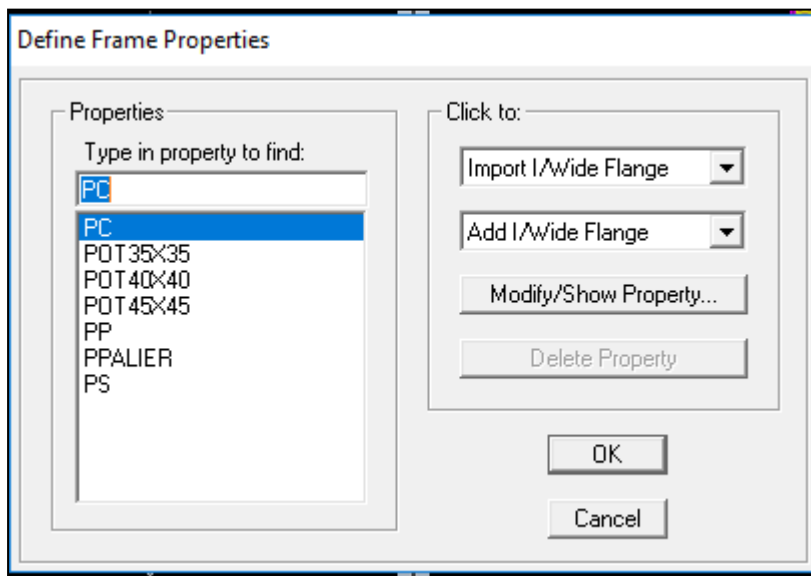 Define Frame Properties
Properties
Type in property to find:
PC
PC
POT35X35
POT40X40
POT45X45
PP
PPALIER
PS
Click to:
Import I/Wide Flange
Add I/Wide Flange
Modify/Show Property...
Delete Property
OK
Cancel